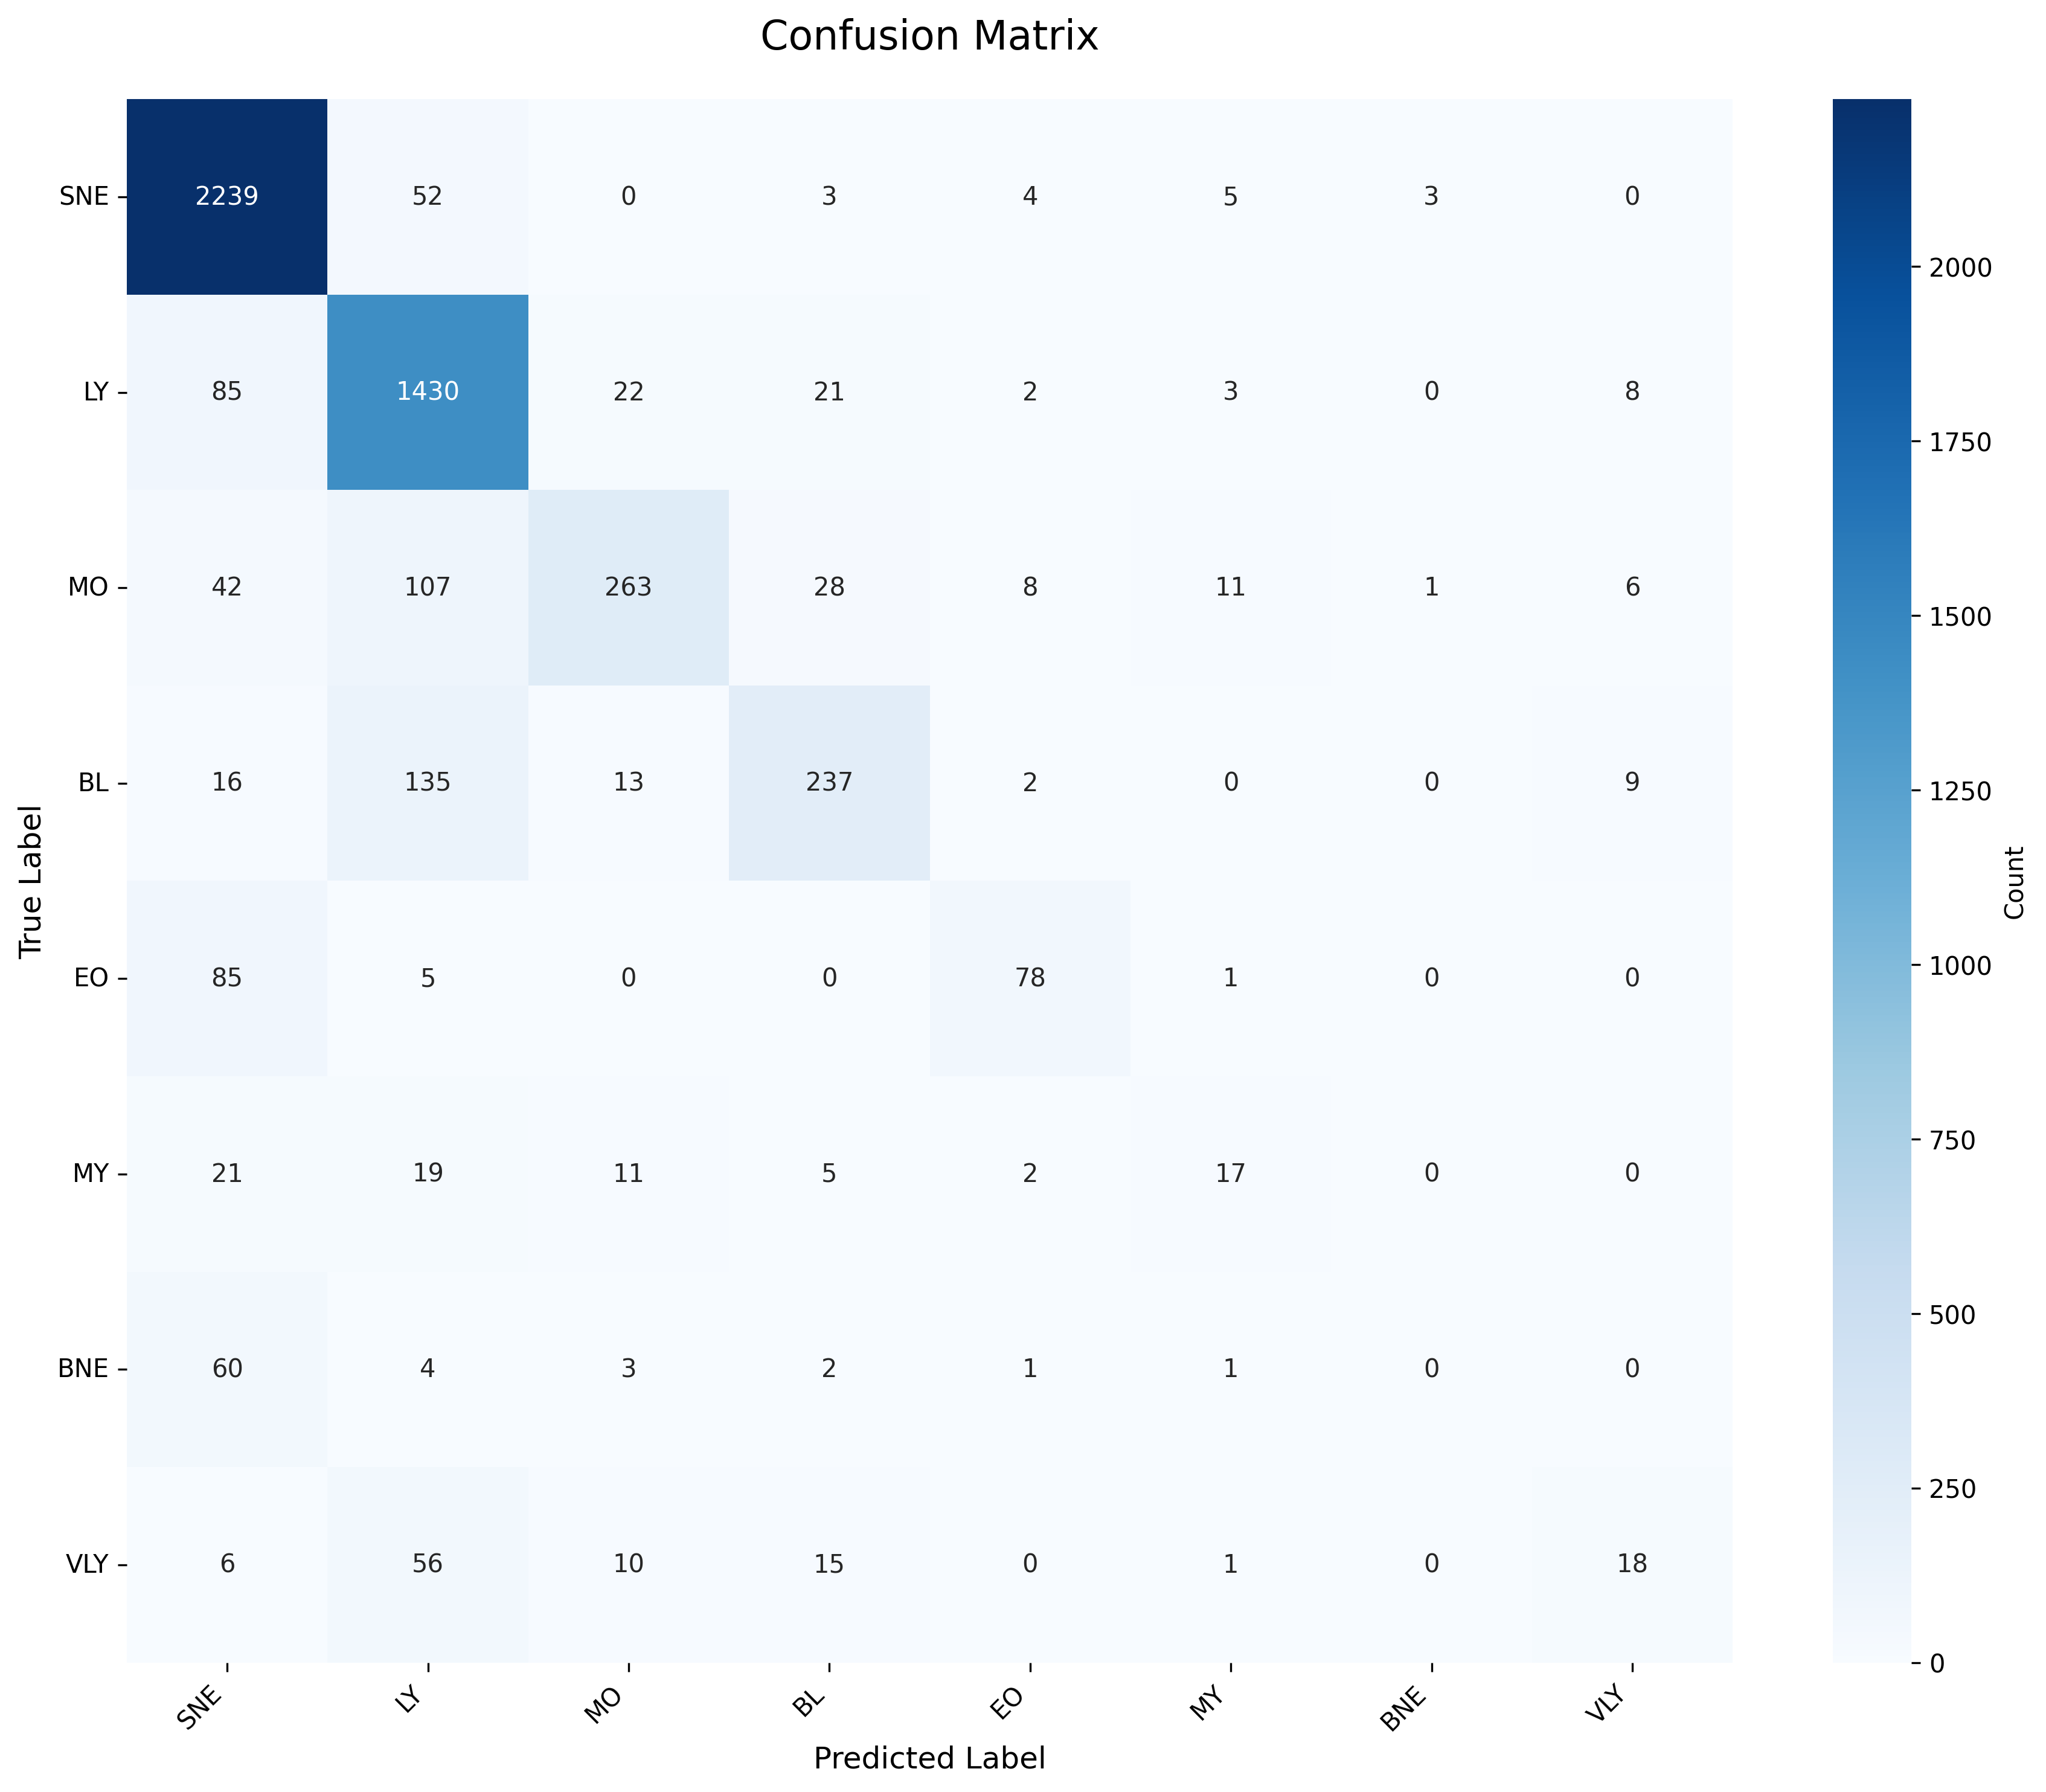 Confusion Matrix
SNE 2239 52 0 3 4 5 3 0
LY 85 1430 22 21 2 3 0 8
MO 42 107 263 28 8 11 1 6
BL 16 135 13 237 2 0 0 9
EO 85 5 0 0 78 1 0 0
MY 21 19 11 5 2 17 0 0
BNE 60 4 3 2 1 1 0 0
VLY 6 56 10 15 0 1 0 18
SNE LY MO BL EO MY BNE VLY
Predicted Label
True Label
2000
1750
1500
1250
1000
750
500
250
0
Count